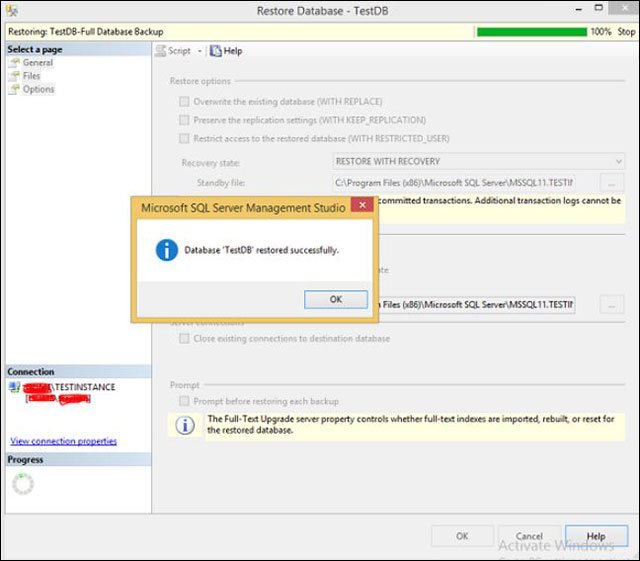 Restore Database - TestDB
Restoring: TestDB-Full Database Backup
100%
Stop
Select a page
General
Files
Options
Script
Help
Restore options
Overwrite the existing database (WITH REPLACE)
Preserve the replication settings (WITH KEEP_REPLICATION)
Restrict access to the restored database (WITH RESTRICTED_USER)
Recovery state:
RESTORE WITH RECOVERY
Standby file:
C:\Program Files (x86)\Microsoft SQL Server\MSSQL11.TESTIN
...
committed transactions. Additional transaction logs cannot be
Microsoft SQL Server Management Studio
Database 'TestDB' restored successfully.
OK
Files (x86)\Microsoft SQL Server\MSSQL11.TESTIN
...
Server connections
Close existing connections to destination database
Connection
\TESTINSTANCE
View connection properties
Progress
Prompt
Prompt before restoring each backup
The Full-Text Upgrade server property controls whether full-text indexes are imported, rebuilt, or reset for
the restored database.
OK
Cancel
Help
Activate Windows